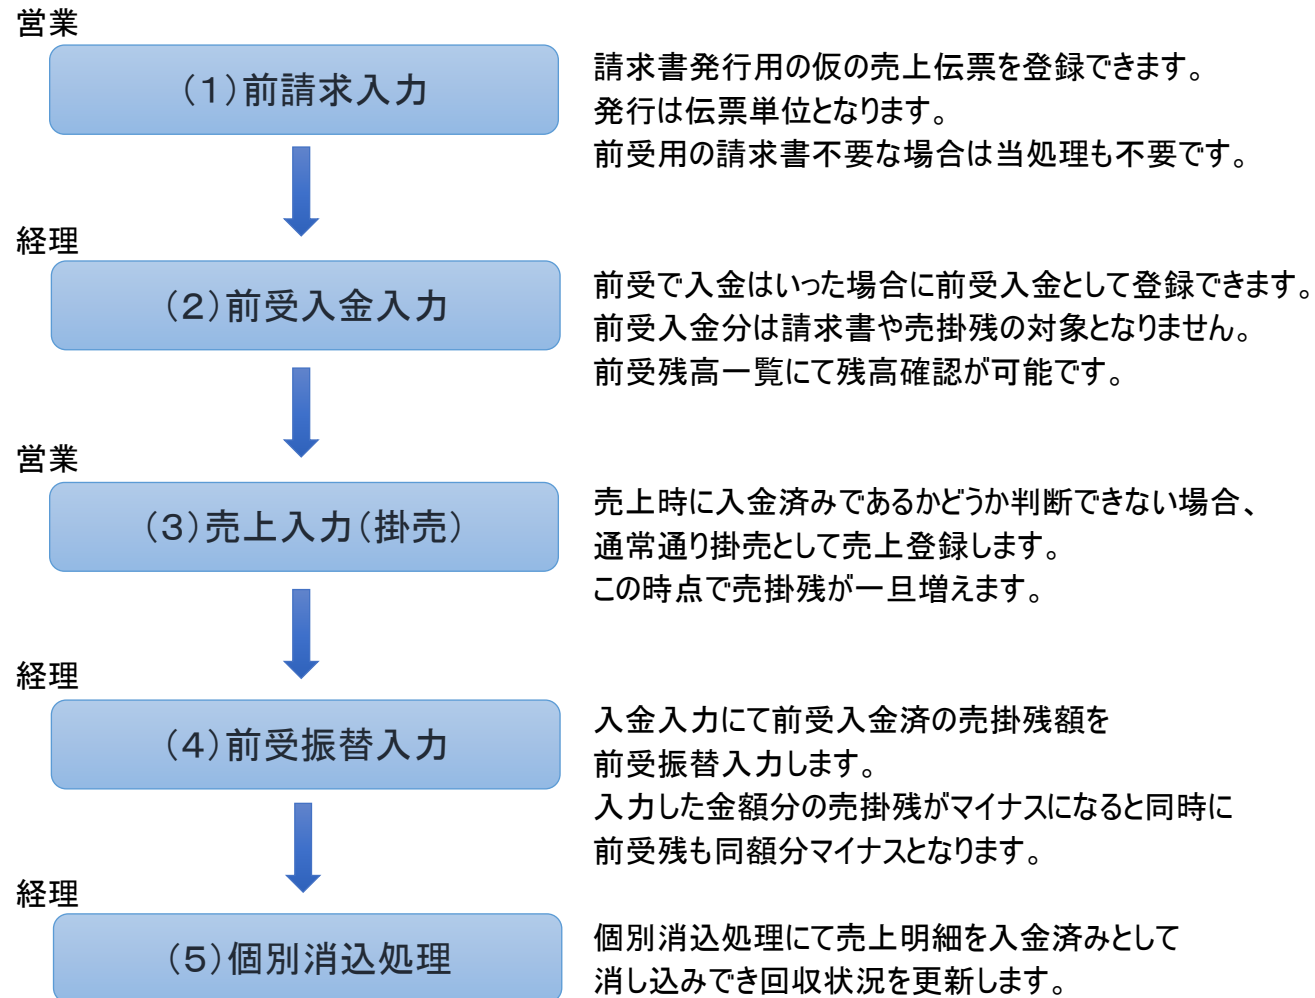 営業
（１）前請求入力
請求書発行用の仮の売上伝票を登録できます。
発行は伝票単位となります。
前受用の請求書不要な場合は当処理も不要です。
経理
（２）前受入金入力
前受で入金はいった場合に前受入金として登録できます。
前受入金分は請求書や売掛残の対象となりません。
前受残高一覧にて残高確認が可能です。
営業
（３）売上入力（掛売）
売上時に入金済みであるかどうか判断できない場合、
通常通り掛売として売上登録します。
この時点で売掛残が一旦増えます。
経理
（４）前受振替入力
入金入力にて前受入金済の売掛残額を
前受振替入力します。
入力した金額分の売掛残がマイナスになると同時に
前受残も同額分マイナスとなります。
経理
（５）個別消込処理
個別消込処理にて売上明細を入金済みとして
消し込みでき回収状況を更新します。